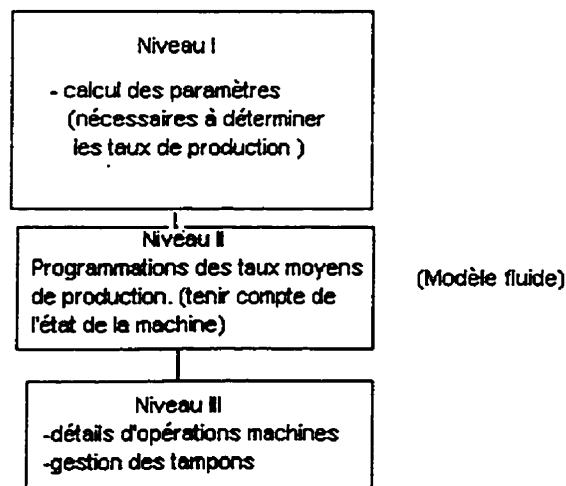 Niveau I
- calcul des paramètres
(nécessaires à déterminer
les taux de production )
Niveau II
Programmations des taux moyens
de production. (tenir compte de
l'état de la machine)
(Modèle fluide)
Niveau III
-détails d'opérations machines
-gestion des tampons